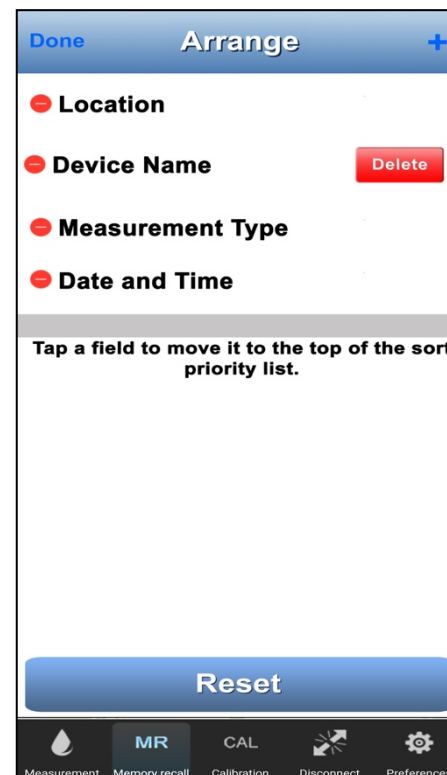 Done Arrange +
Location
Device Name Delete
Measurement Type
Date and Time
Tap a field to move it to the top of the sort
priority list.
Reset
MR CAL
Measurement Memory recall Calibration Disconnect Preference